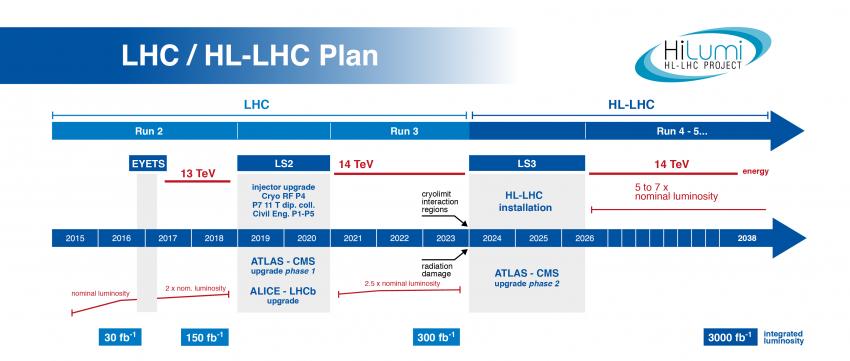 LHC / HL-LHC Plan
HiLumi
HL-LHC PROJECT
LHC
HL-LHC
Run 2
Run 3
Run 4 - 5...
EYETS
LS2
14 TeV
LS3
14 TeV
13 TeV
energy
injector upgrade
Cryo RF P4
P7 11 T dip. coll.
Civil Eng. P1-P5
cryolimit
interaction
regions
HL-LHC
installation
5 to 7 x
nominal luminosity
2015 2016 2017 2018 2019 2020 2021 2022 2023 2024 2025 2026 2038
ATLAS - CMS
upgrade phase 1
ALICE - LHCb
upgrade
radiation
damage
ATLAS - CMS
upgrade phase 2
nominal luminosity
2 x nom. luminosity
2.5 x nominal luminosity
30 fb-1
150 fb-1
300 fb-1
3000 fb-1
integrated
luminosity